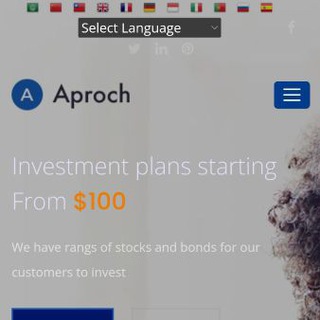 Select Language
A Aproch
Investment plans starting
From $100
We have rangs of stocks and bonds for our
customers to invest